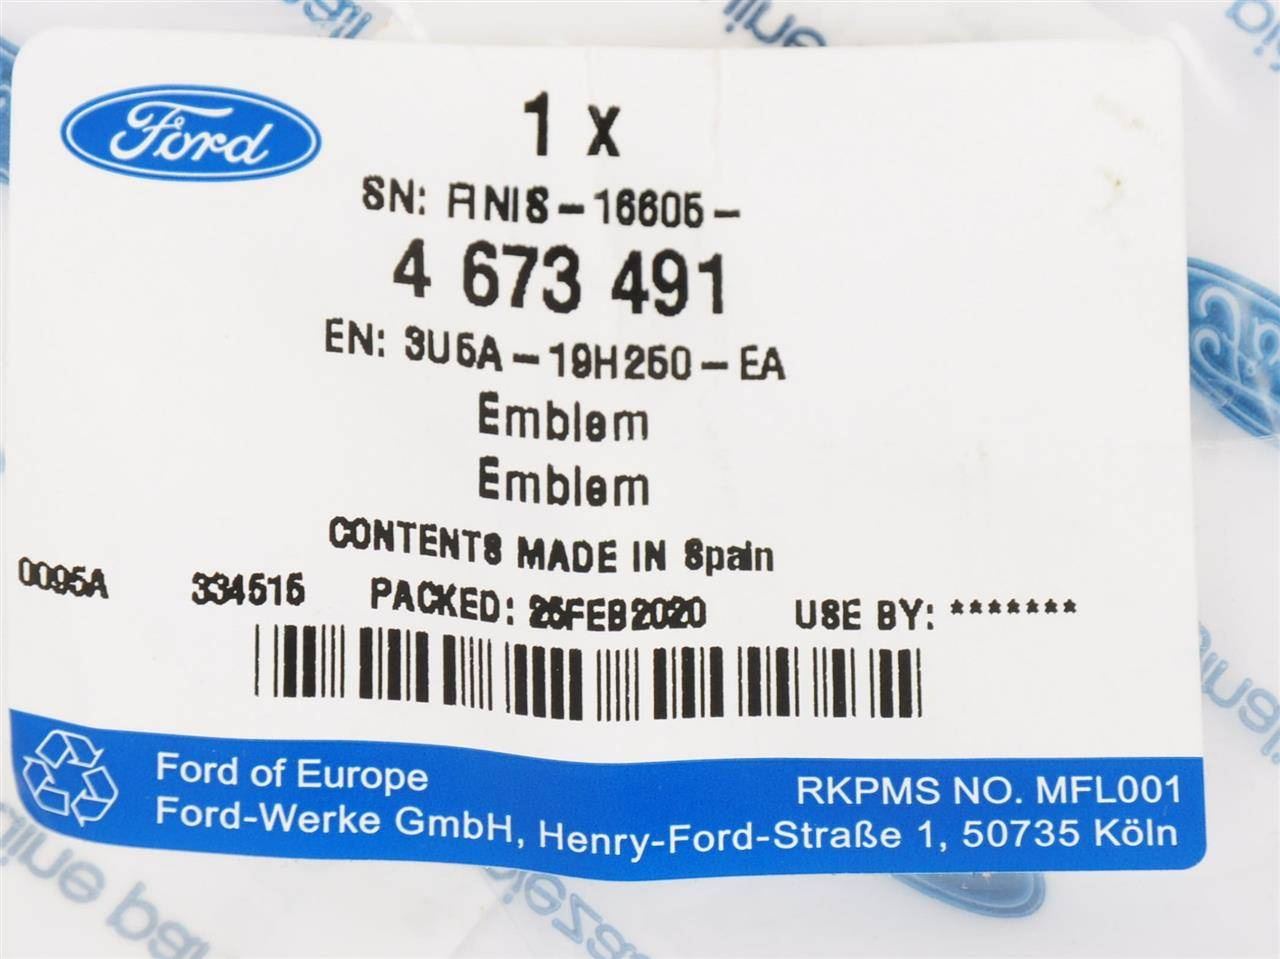 Ford
1 x
SN: FINIS-16605-
4 673 491
EN: 3U5A-19H250-EA
Emblem
Emblem
CONTENTS MADE IN Spain
0095A 334515 PACKED: 25FEB2020 USE BY: *******
Ford of Europe
Ford-Werke GmbH, Henry-Ford-Straße 1, 50735 Köln
RKPMS NO. MFL001